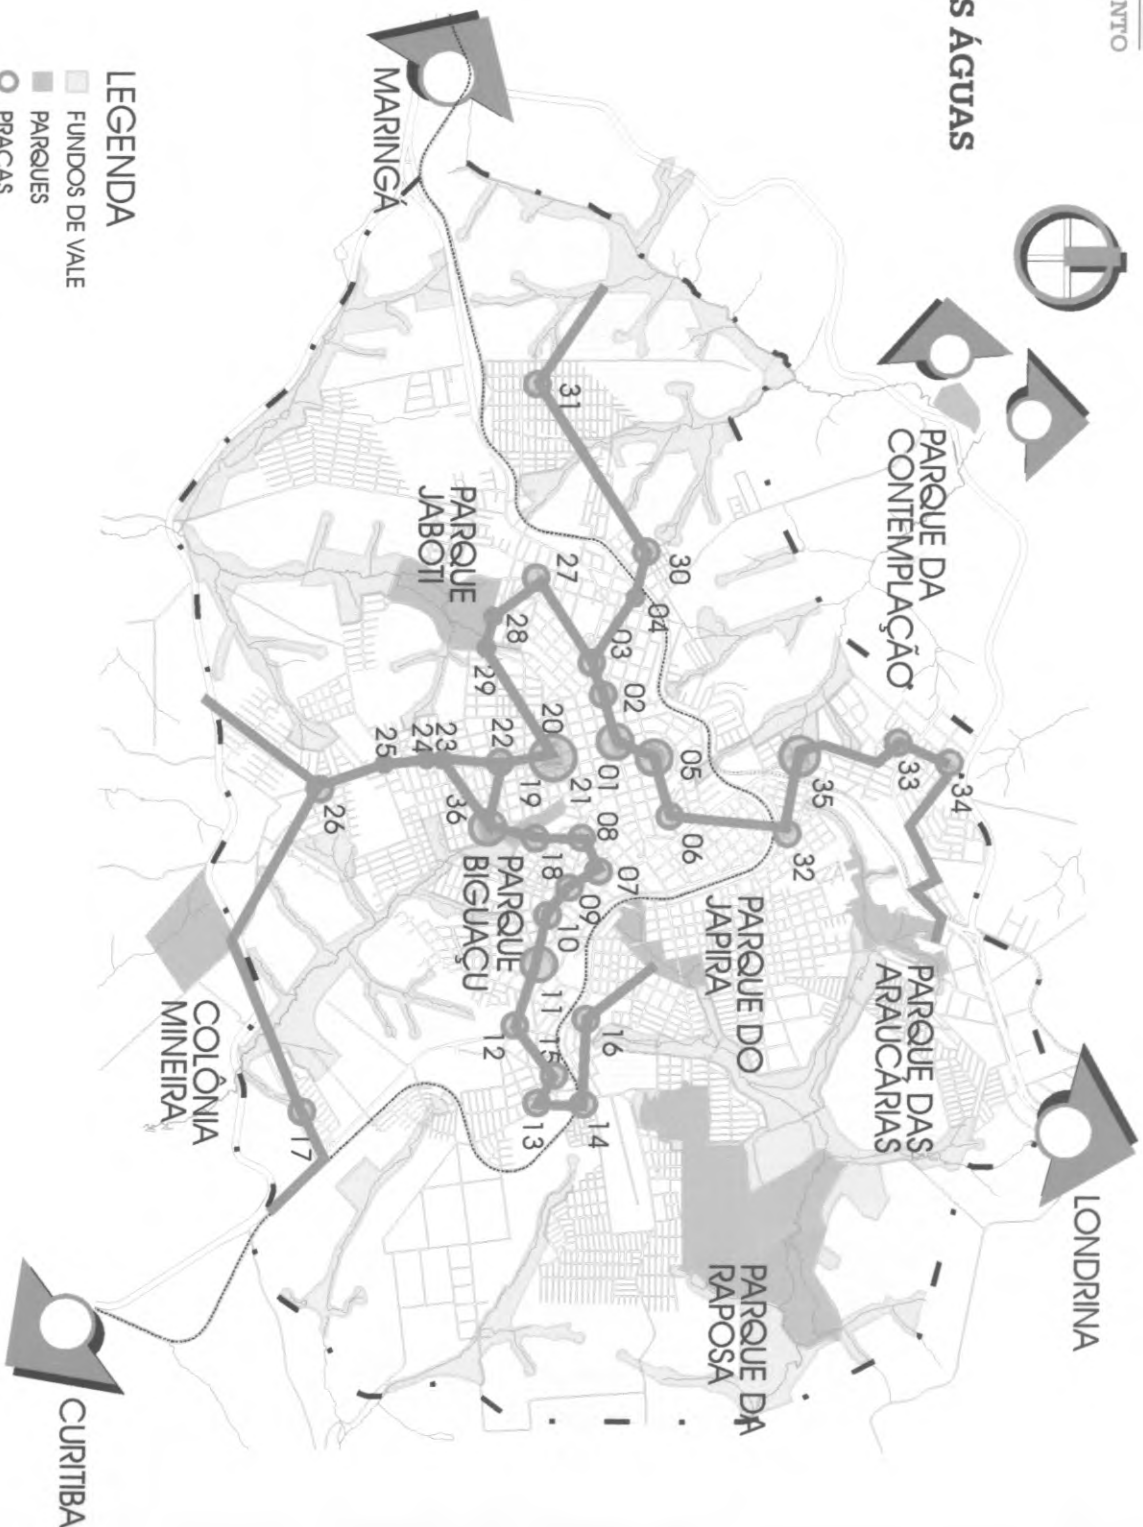 NTO
S ÁGUAS
LONDRINA
PARQUE DA
CONTEMPLAÇÃO
PARQUE DAS
ARAUCÁRIAS
34
33
35
32
PARQUE DO
JAPIRA
PARQUE DA
RAPOSA
30
04
05
06
03
02
01
07
16
14
31
27
20
21
08
09
10
11
15
13
12
28
29
22
19
18
PARQUE
JABOTI
PARQUE
BIGUAÇU
23
24
25
36
26
17
MARINGÁ
COLÔNIA
MINEIRA
CURITIBA
LEGENDA
FUNDOS DE VALE
PARQUES
PRAÇAS